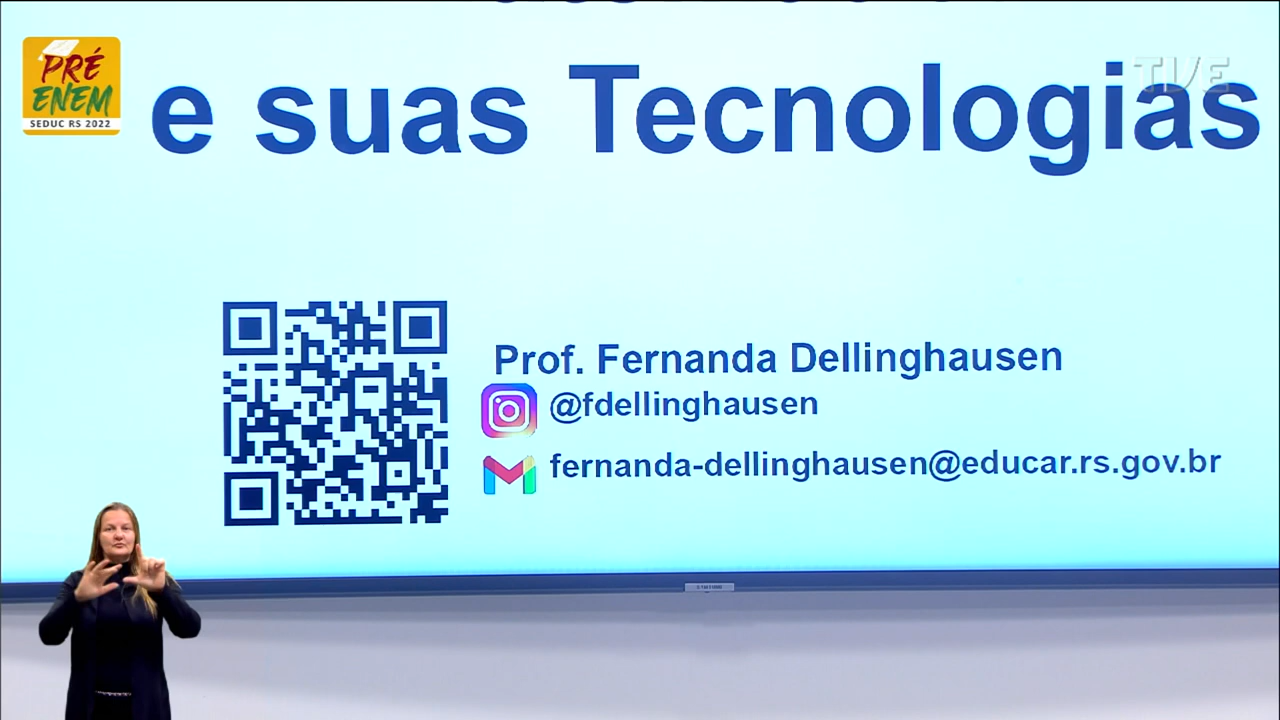 PRÉ
ENEM
SEDUC RS 2022
TVE
e suas Tecnologias
Prof. Fernanda Dellinghausen
@fdellinghausen
fernanda-dellinghausen@educar.rs.gov.br